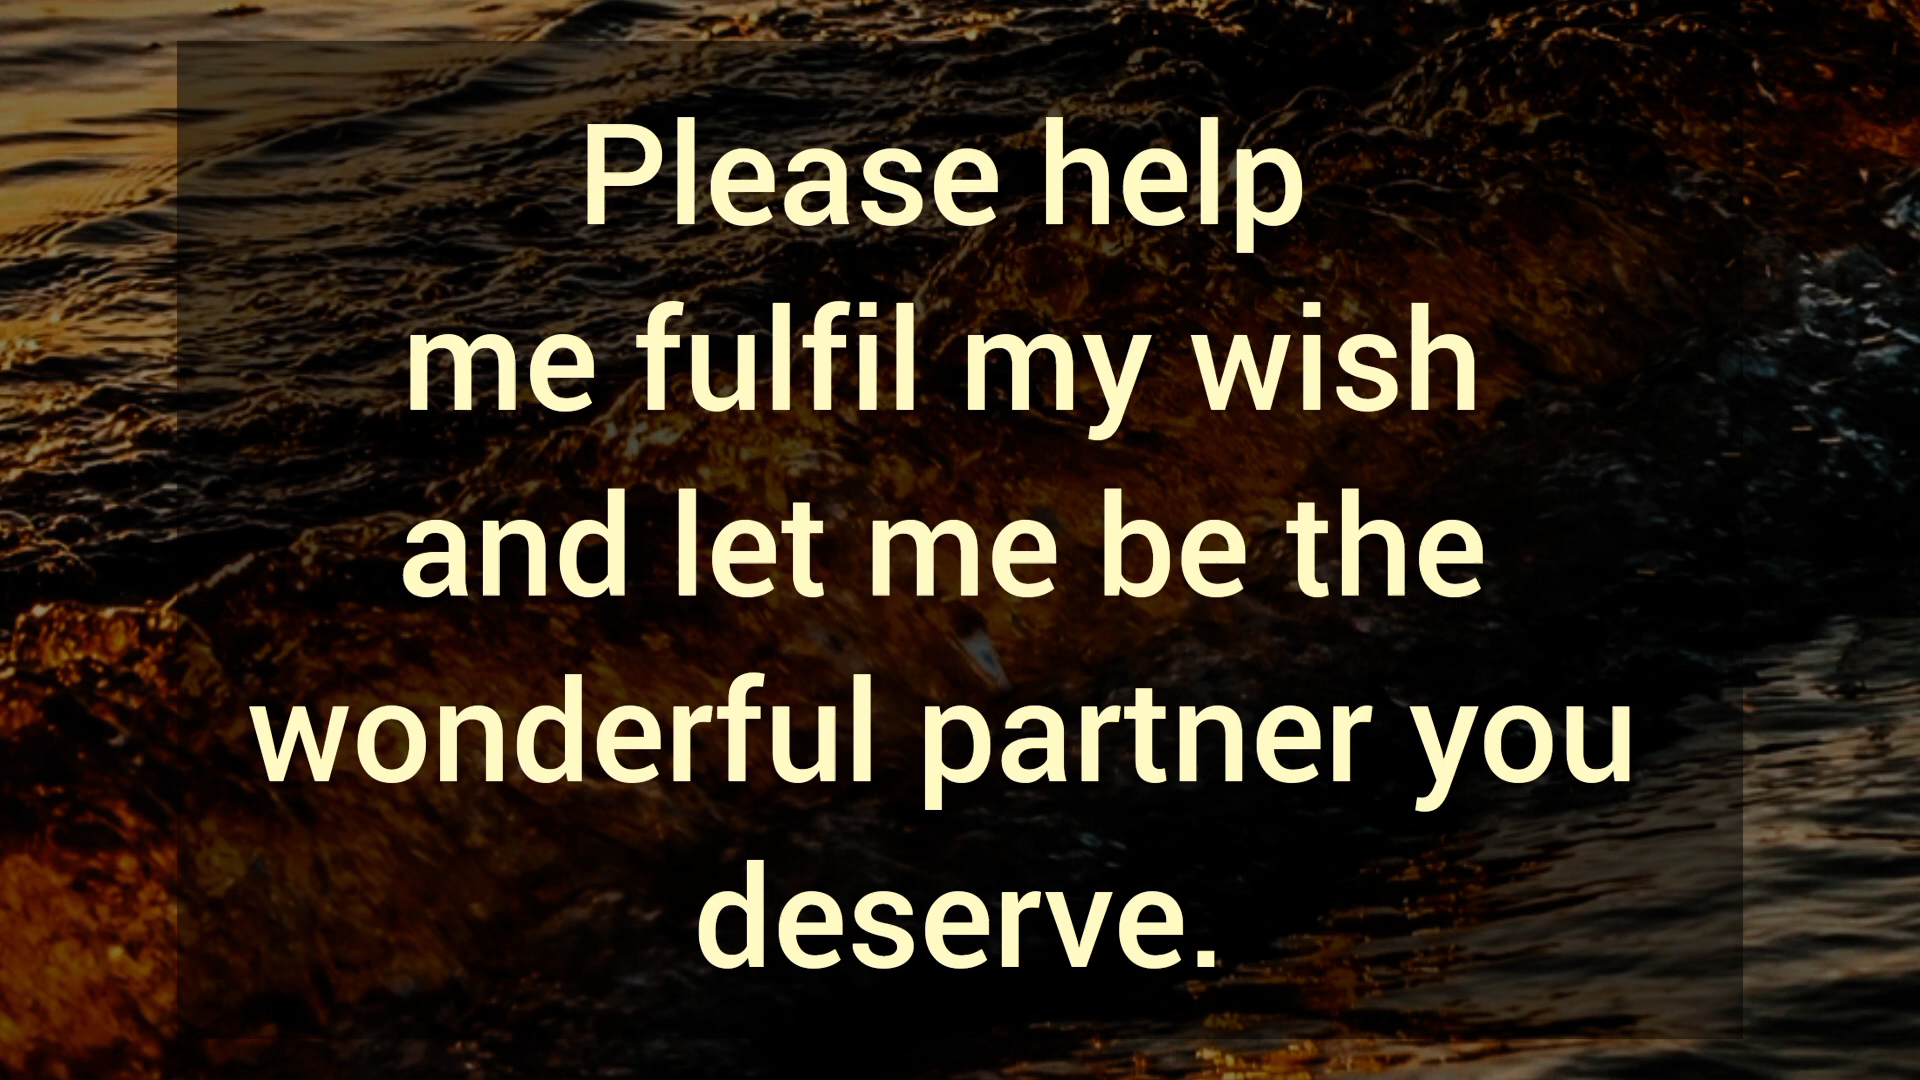 Please help
me fulfil my wish
and let me be the
wonderful partner you
deserve.